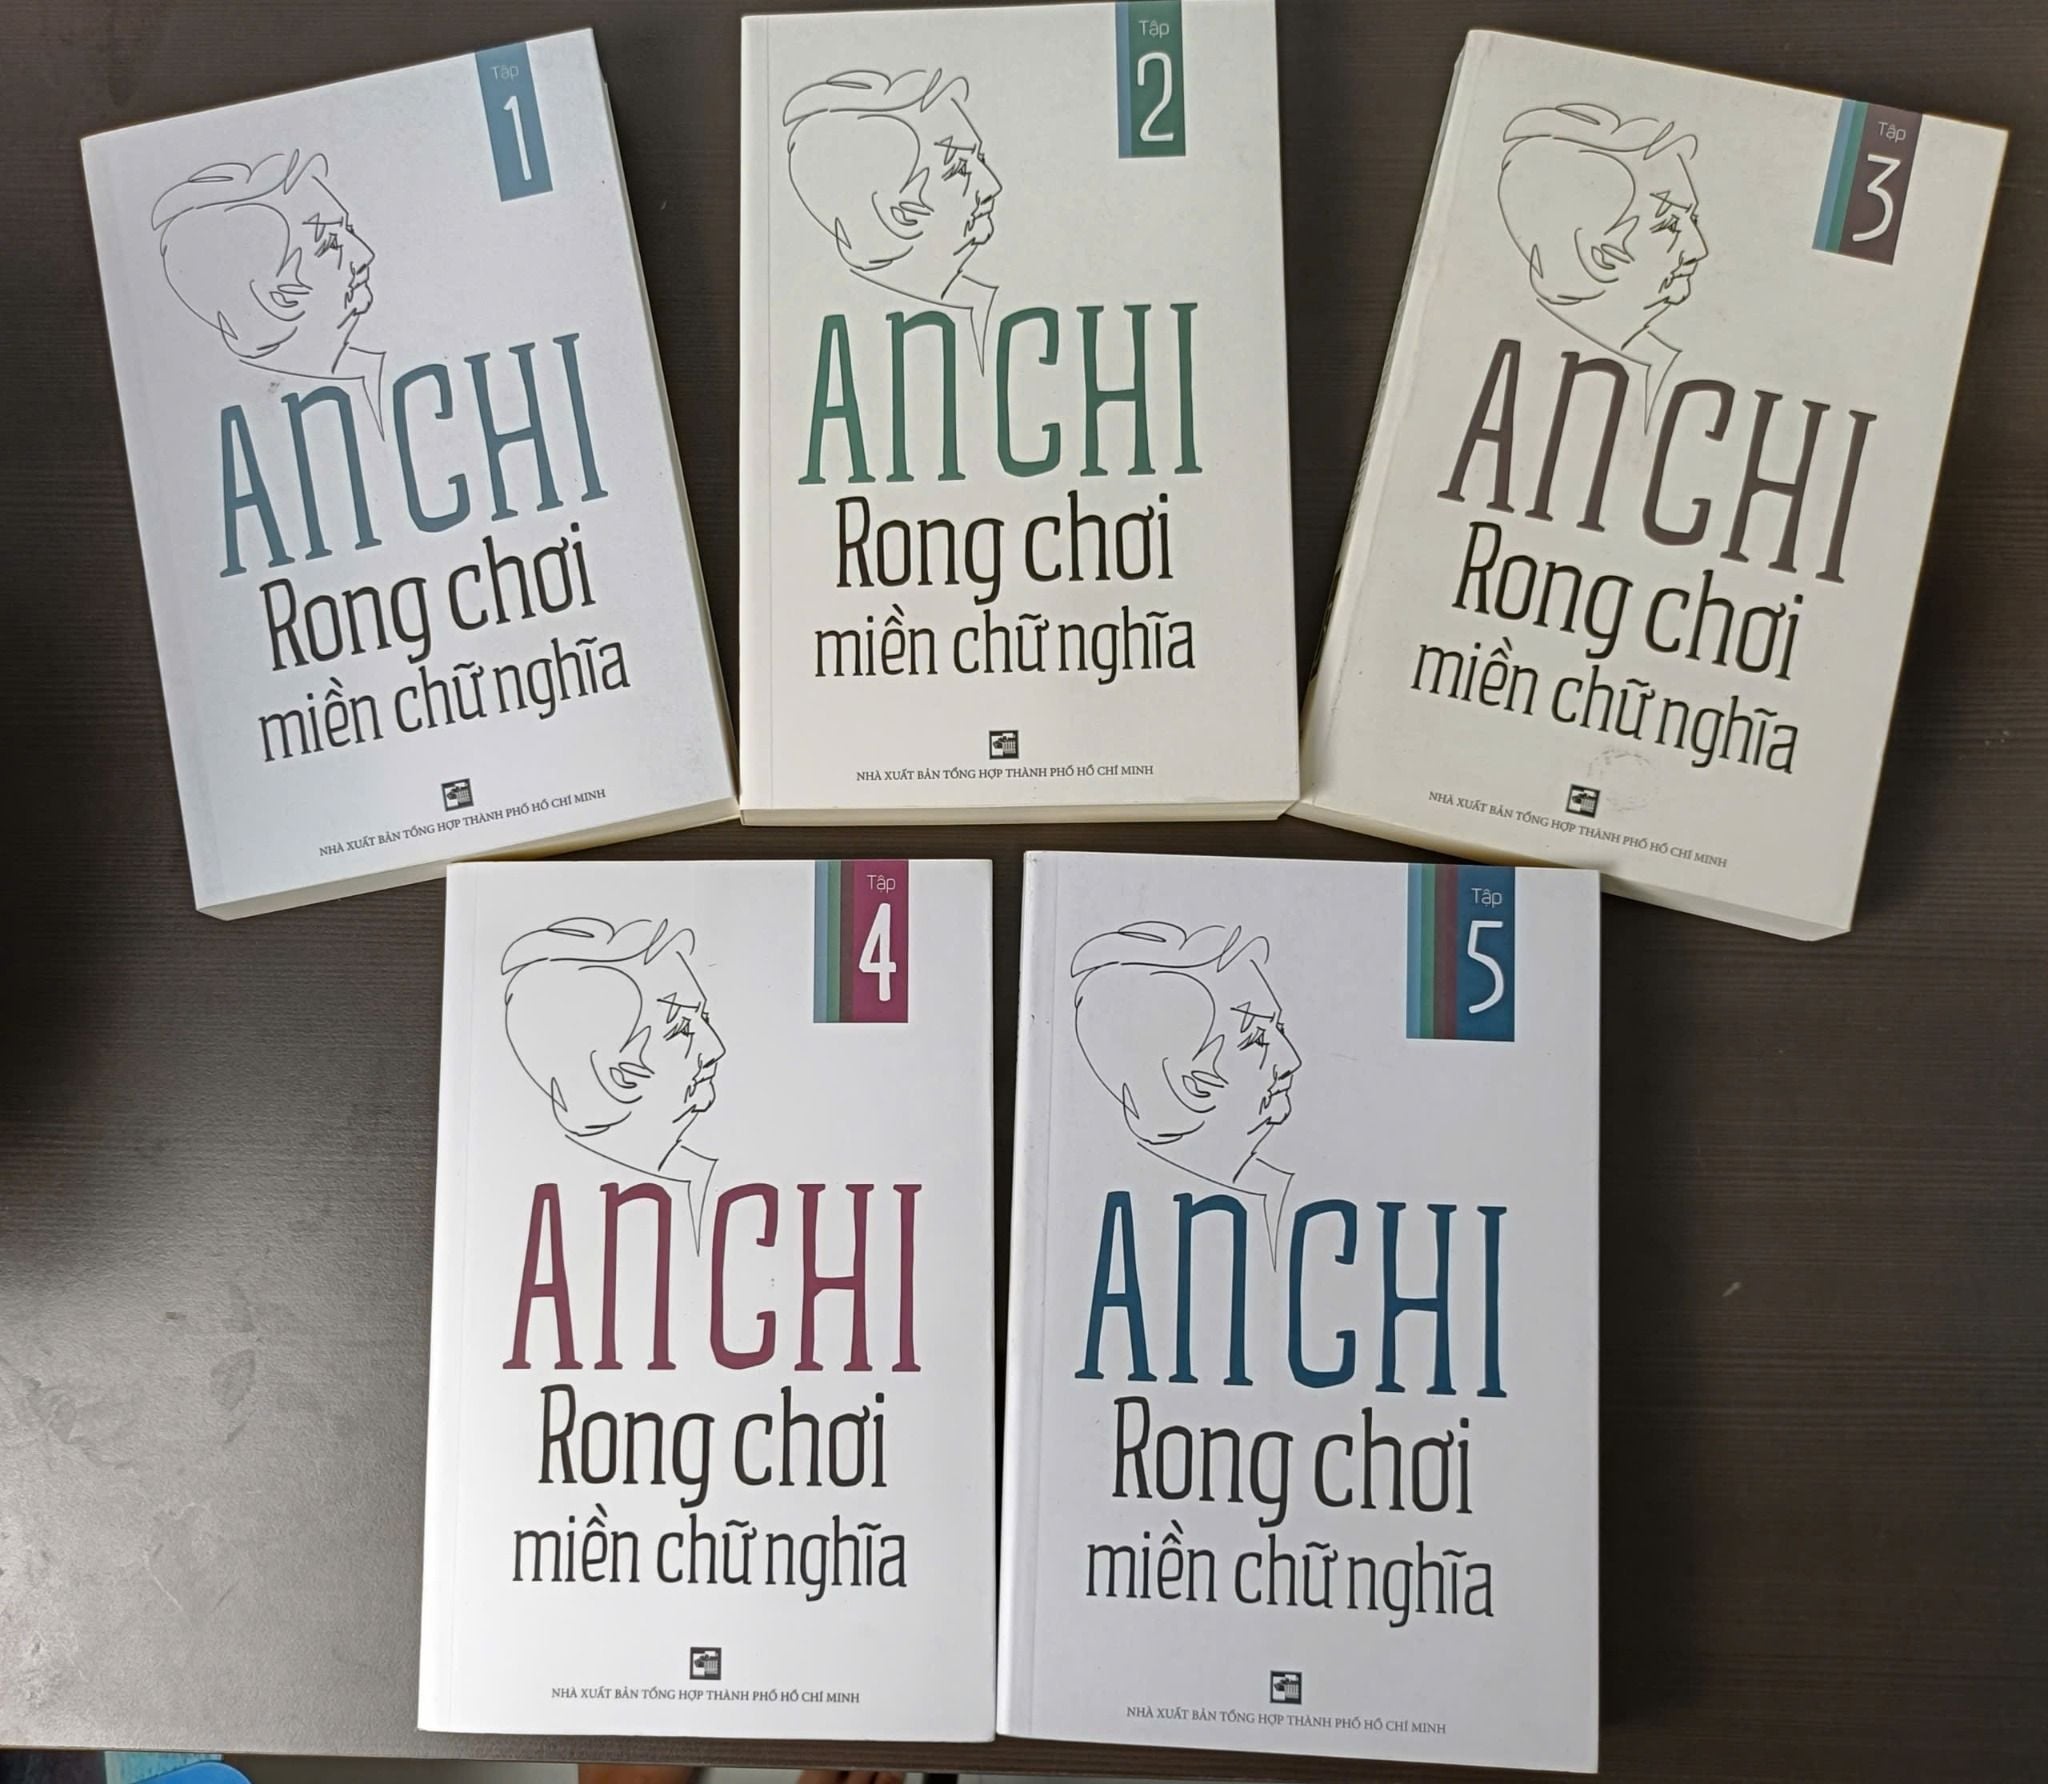 Tập
1
AN CHI
Rong chơi
miền chữ nghĩa
NHÀ XUẤT BẢN TỔNG HỢP THÀNH PHỐ HỒ CHÍ MINH
Tập
2
AN CHI
Rong chơi
miền chữ nghĩa
NHÀ XUẤT BẢN TỔNG HỢP THÀNH PHỐ HỒ CHÍ MINH
Tập
3
AN CHI
Rong chơi
miền chữ nghĩa
NHÀ XUẤT BẢN TỔNG HỢP THÀNH PHỐ HỒ CHÍ MINH
Tập
4
AN CHI
Rong chơi
miền chữ nghĩa
NHÀ XUẤT BẢN TỔNG HỢP THÀNH PHỐ HỒ CHÍ MINH
Tập
5
AN CHI
Rong chơi
miền chữ nghĩa
NHÀ XUẤT BẢN TỔNG HỢP THÀNH PHỐ HỒ CHÍ MINH